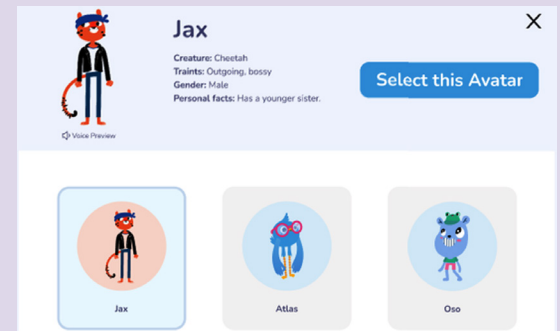 Jax
X
Creature: Cheetah
Traints: Outgoing, bossy
Gender: Male
Personal facts: Has a younger sister.
Select this Avatar
Voice Preview
Jax
Atlas
Oso